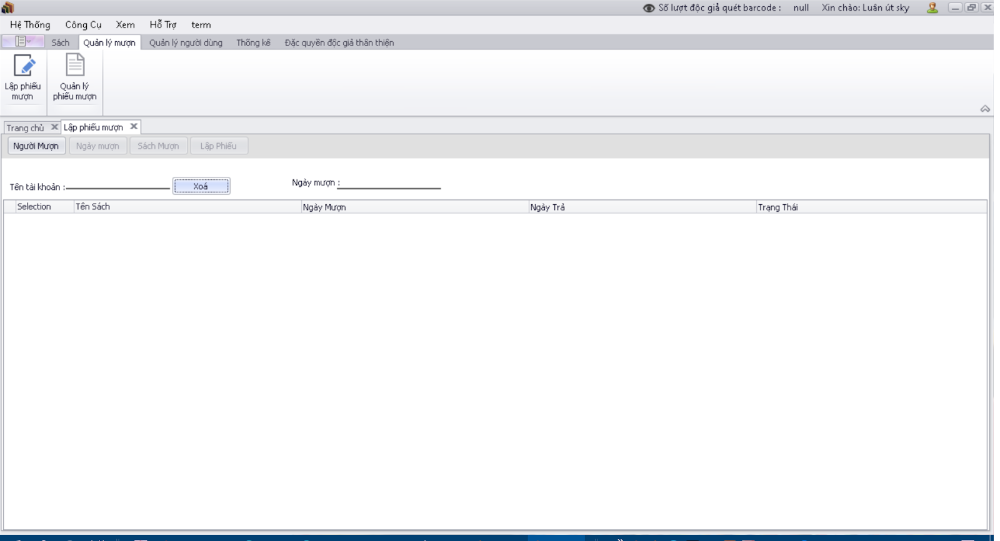 Số lượt độc giả quét barcode : null Xin chào: Luân út sky
Hệ Thống Công Cụ Xem Hỗ Trợ term
Sách Quản lý mượn Quản lý người dùng Thống kê Đặc quyền độc giả thân thiện
Lập phiếu mượn
Quản lý phiếu mượn
Trang chủ Lập phiếu mượn
Người Mượn Ngày mượn Sách Mượn Lập Phiếu
Tên tài khoản : Xoá Ngày mượn :
Selection Tên Sách Ngày Mượn Ngày Trả Trạng Thái